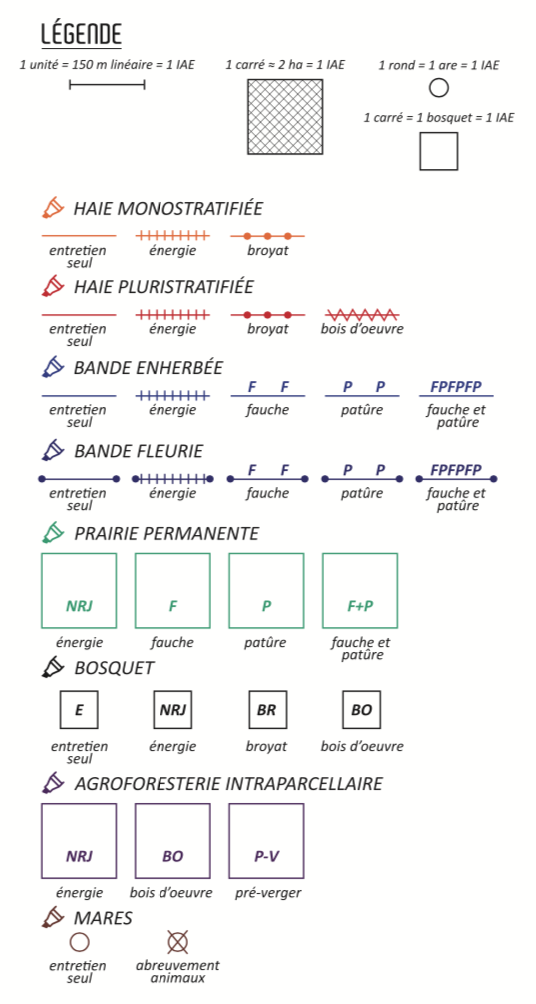 LÉGENDE
1 unité = 150 m linéaire = 1 IAE
1 carré ≈ 2 ha = 1 IAE
1 rond = 1 are = 1 IAE
1 carré = 1 bosquet = 1 IAE
HAIE MONOSTRATIFIÉE
entretien seul
énergie
broyat
HAIE PLURISTRATIFIÉE
entretien seul
énergie
broyat
bois d'oeuvre
BANDE ENHERBÉE
F F
P P
FPFPFP
entretien seul
énergie
fauche
patûre
fauche et patûre
BANDE FLEURIE
F F
P P
FPFPFP
entretien seul
énergie
fauche
patûre
fauche et patûre
PRAIRIE PERMANENTE
NRJ
F
P
F+P
énergie
fauche
patûre
fauche et patûre
BOSQUET
E
NRJ
BR
BO
entretien seul
énergie
broyat
bois d'oeuvre
AGROFORESTERIE INTRAPARCELLAIRE
NRJ
BO
P-V
énergie
bois d'oeuvre
pré-verger
MARES
entretien seul
abreuvement animaux